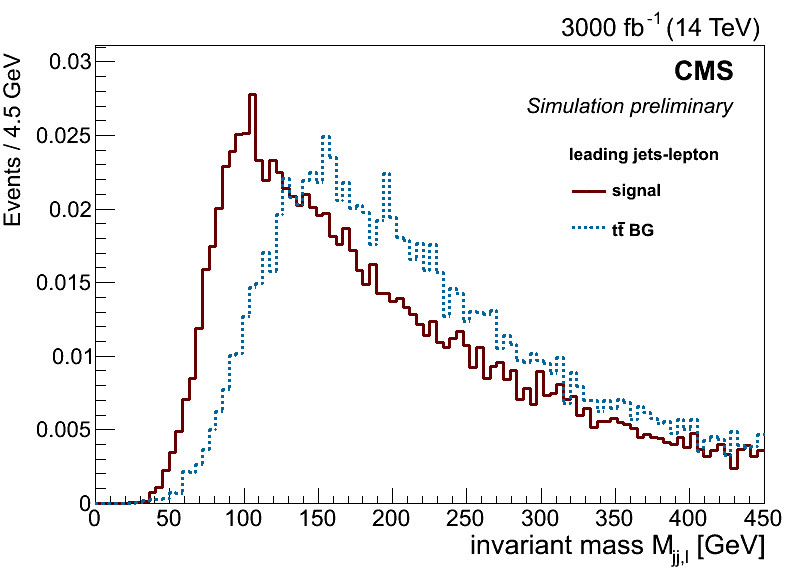 3000 fb⁻¹ (14 TeV)
CMS
Simulation preliminary
leading jets-lepton
signal
tt̄ BG
Events / 4.5 GeV
0.03
0.025
0.02
0.015
0.01
0.005
0
0 50 100 150 200 250 300 350 400 450
invariant mass M_jj,l [GeV]